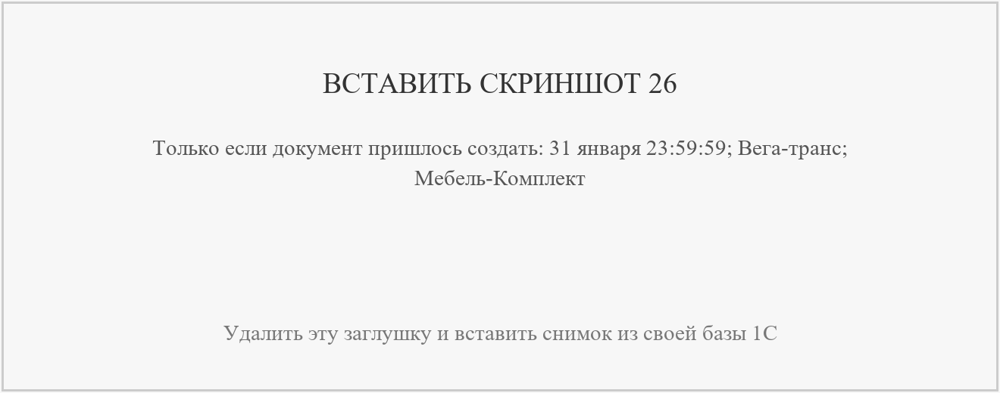 ВСТАВИТЬ СКРИНШОТ 26
Только если документ пришлось создать: 31 января 23:59:59; Вега-транс;
Мебель-Комплект
Удалить эту заглушку и вставить снимок из своей базы 1С